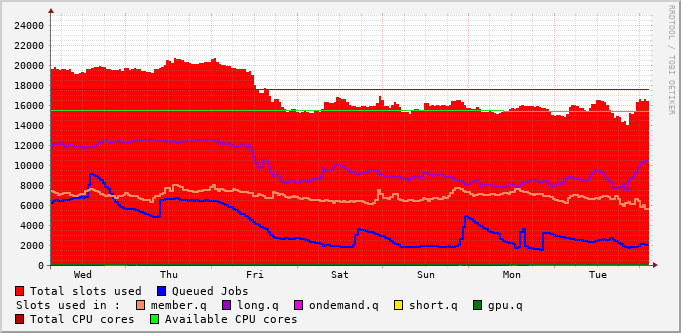 24000
22000
20000
18000
16000
14000
12000
10000
8000
6000
4000
2000
0
Wed Thu Fri Sat Sun Mon Tue
RRDTOOL / TOBI OETIKER
Total slots used Queued Jobs
Slots used in : member.q long.q ondemand.q short.q gpu.q
Total CPU cores Available CPU cores